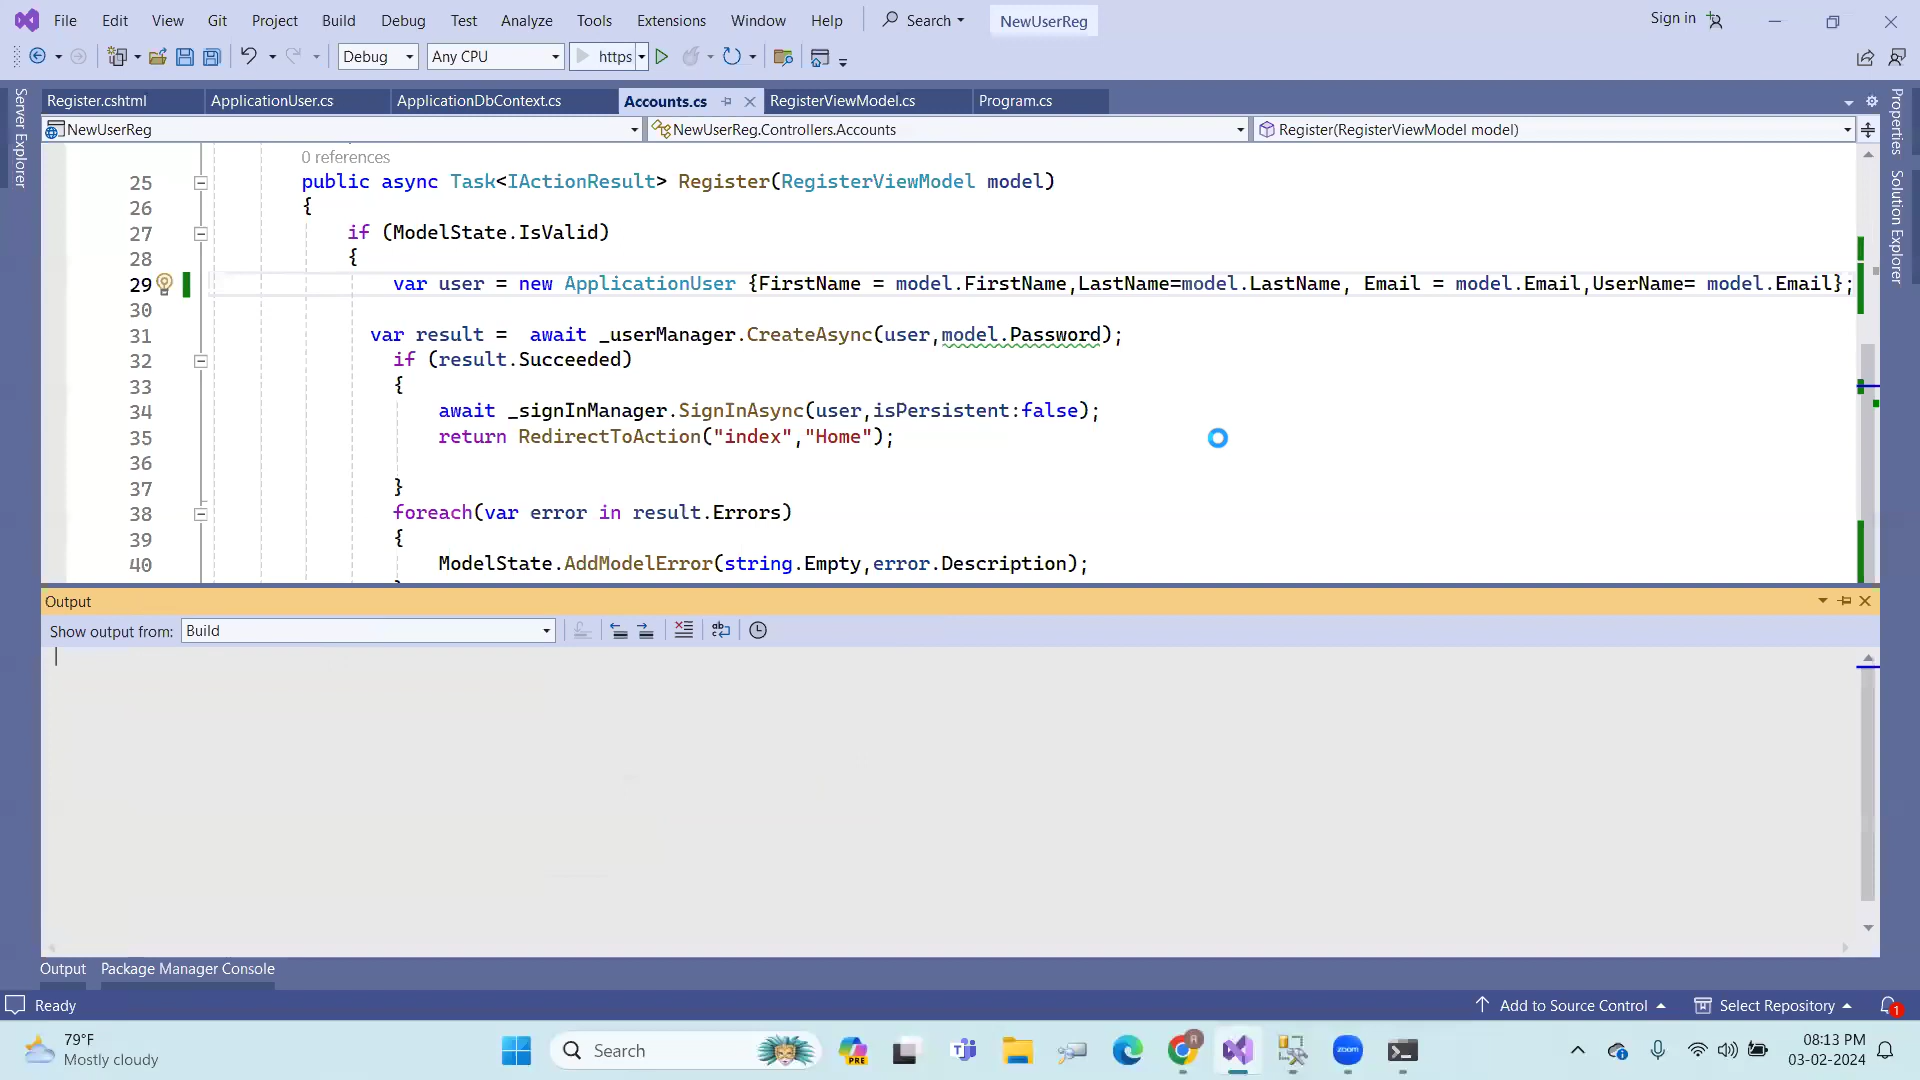 File Edit View Git Project Build Debug Test Analyze Tools Extensions Window Help Search NewUserReg Sign in
Debug Any CPU https
Server Explorer
Register.cshtml ApplicationUser.cs ApplicationDbContext.cs Accounts.cs RegisterViewModel.cs Program.cs
Properties
Solution Explorer
NewUserReg NewUserReg.Controllers.Accounts Register(RegisterViewModel model)
0 references
25 public async Task<IActionResult> Register(RegisterViewModel model)
26 {
27 if (ModelState.IsValid)
28 {
29 var user = new ApplicationUser {FirstName = model.FirstName,LastName=model.LastName, Email = model.Email,UserName= model.Email};
30
31 var result = await _userManager.CreateAsync(user,model.Password);
32 if (result.Succeeded)
33 {
34 await _signInManager.SignInAsync(user,isPersistent:false);
35 return RedirectToAction("index","Home");
36
37 }
38 foreach(var error in result.Errors)
39 {
40 ModelState.AddModelError(string.Empty,error.Description);
Output
Show output from: Build
Output Package Manager Console
Ready Add to Source Control Select Repository 1
79°F
Mostly cloudy
Search PRE R zoom
08:13 PM
03-02-2024